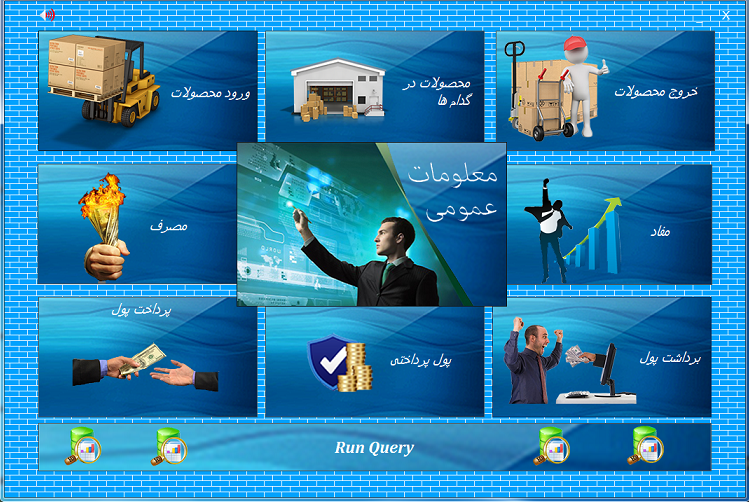 X
ورود محصولات
محصولات در
گدام ها
خروج محصولات
مصرف
معلومات
عمومی
مفاد
پرداخت پول
پول پرداختی
برداشت پول
Run Query